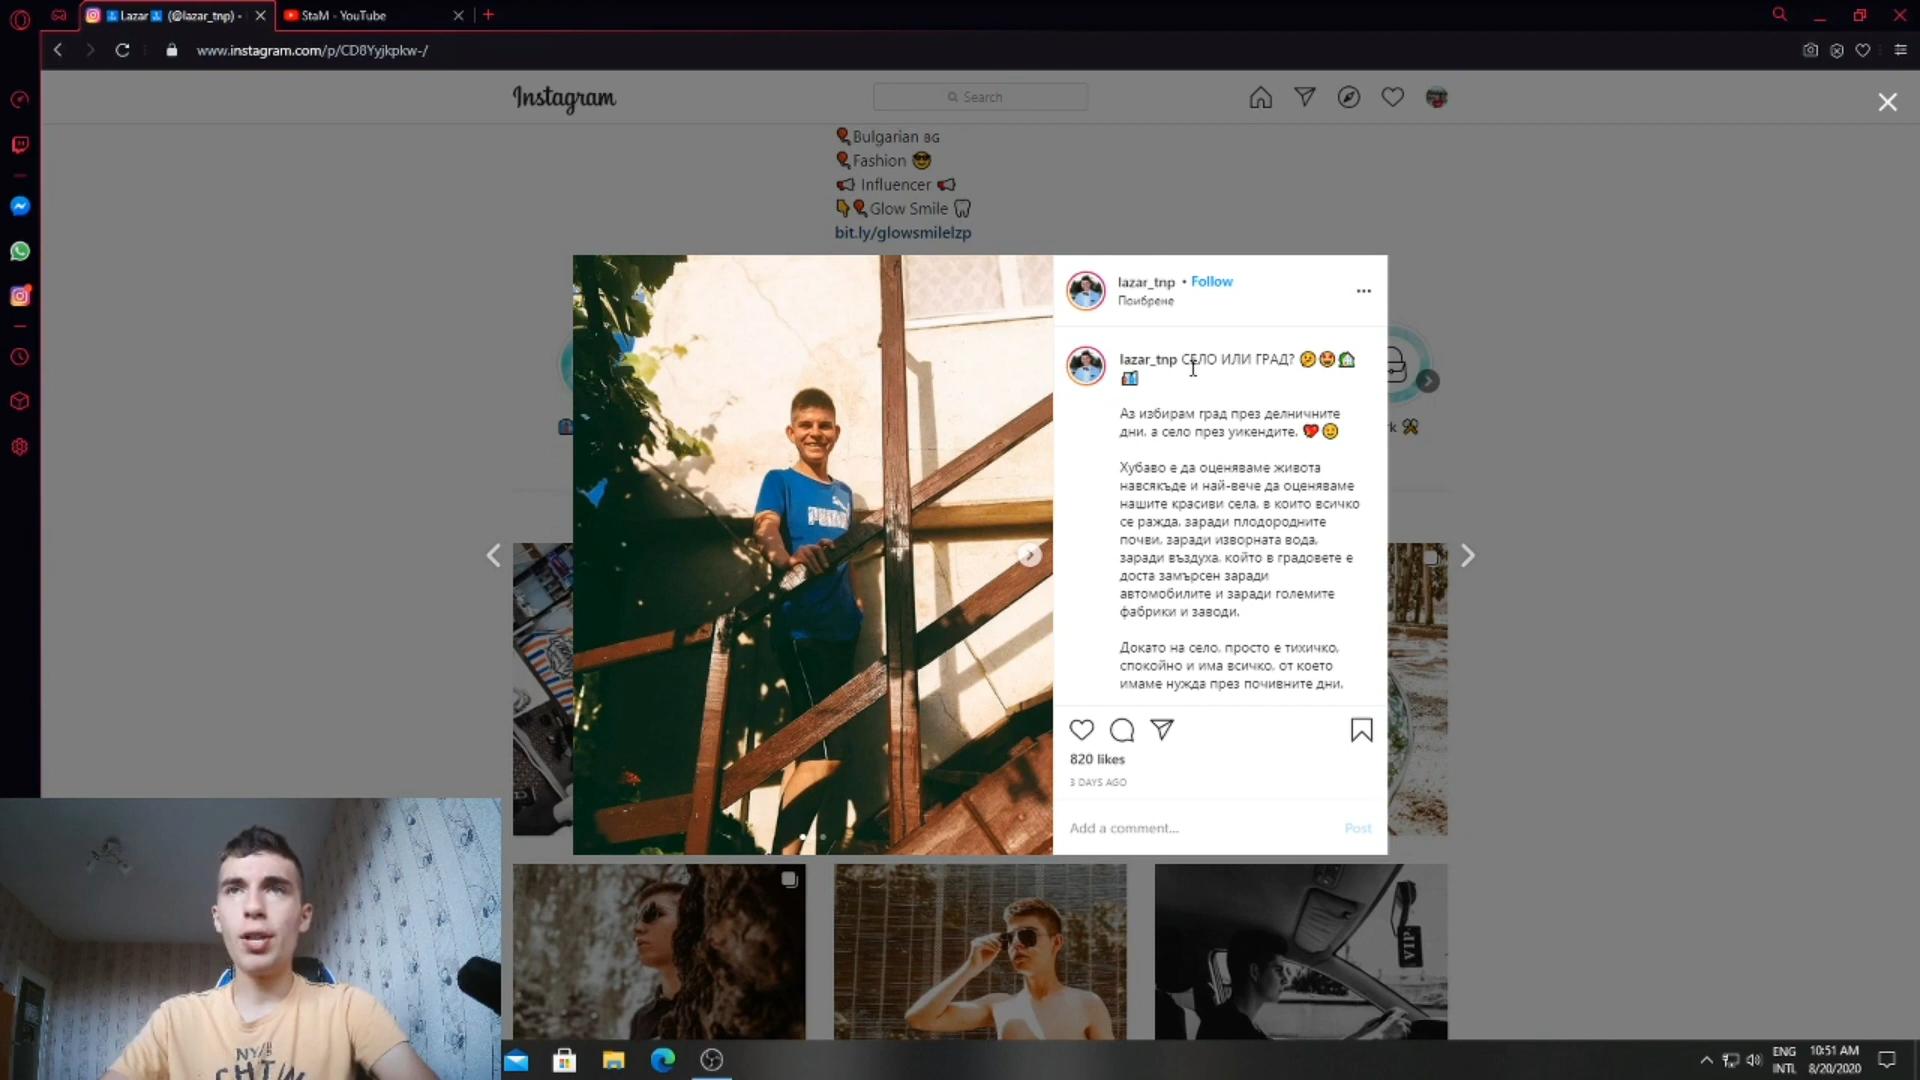 Lazar (@lazar_tnp) -
StaM - YouTube
www.instagram.com/p/CD8Yyjkpkw-/
Instagram
Search
Bulgarian BG
Fashion
Influencer
Glow Smile
bit.ly/glowsmilelzp
lazar_tnp • Follow
Поибрене
lazar_tnp СЕЛО ИЛИ ГРАД?
Аз избирам град през делничните
дни, а село през уикендите.
Хубаво е да оценяваме живота
навсякъде и най-вече да оценяваме
нашите красиви села, в които всичко
се ражда, заради плодородните
почви, заради изворната вода,
заради въздуха, който в градовете е
доста замърсен заради
автомобилите и заради големите
фабрики и заводи.
Докато на село, просто е тихичко,
спокойно и има всичко, от което
имаме нужда през почивните дни.
820 likes
3 DAYS AGO
Add a comment...
Post
PUMA
VIP
ENG
INTL
10:51 AM
8/20/2020